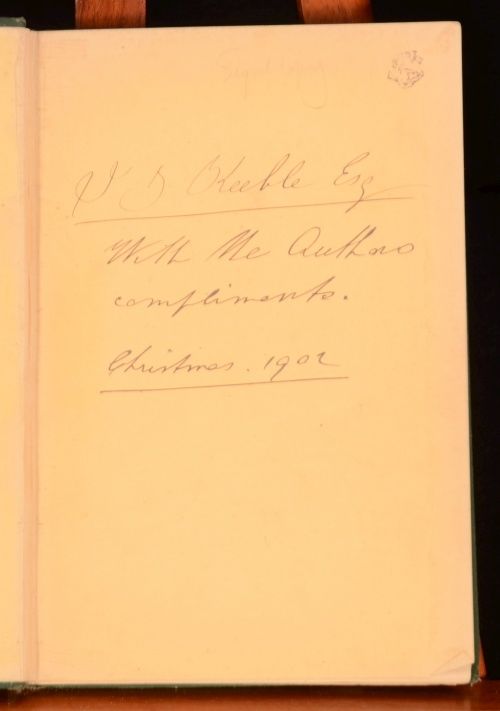 Keeble Esq
With the Authors
compliments.
Christmas. 1902